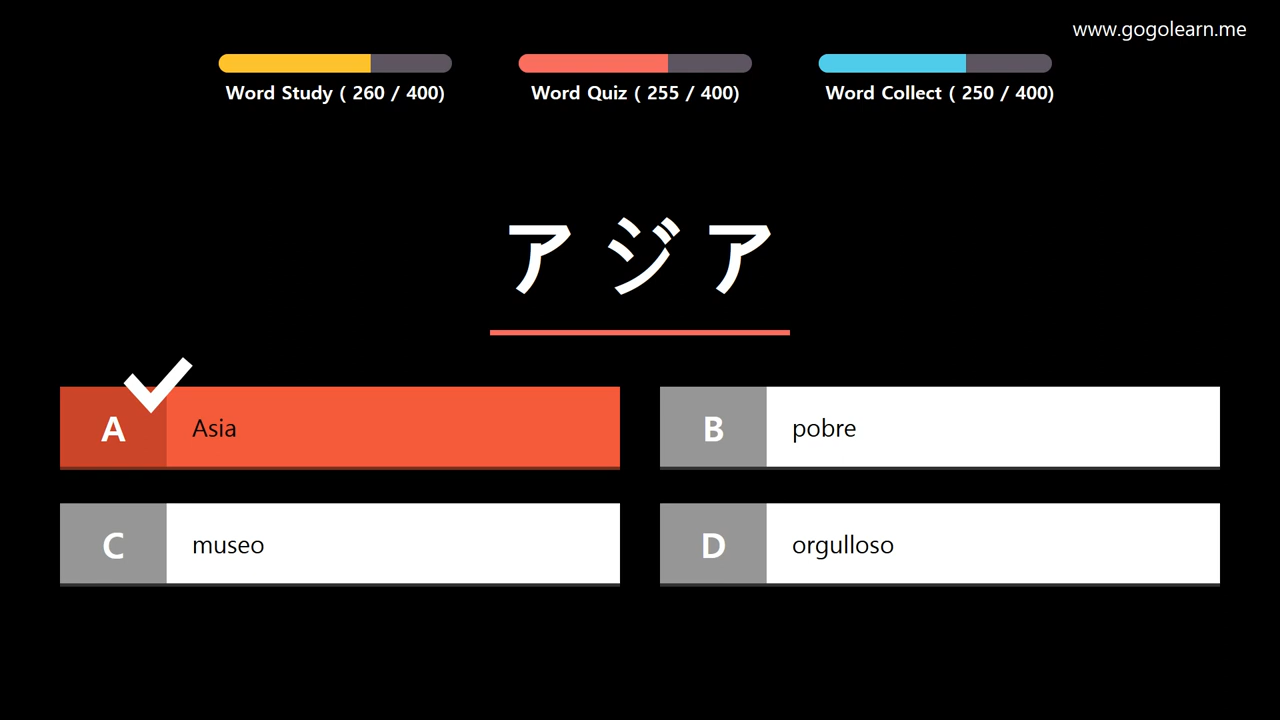 www.gogolearn.me
Word Study ( 260 / 400)
Word Quiz ( 255 / 400)
Word Collect ( 250 / 400)
アジア
A Asia
B pobre
C museo
D orgulloso